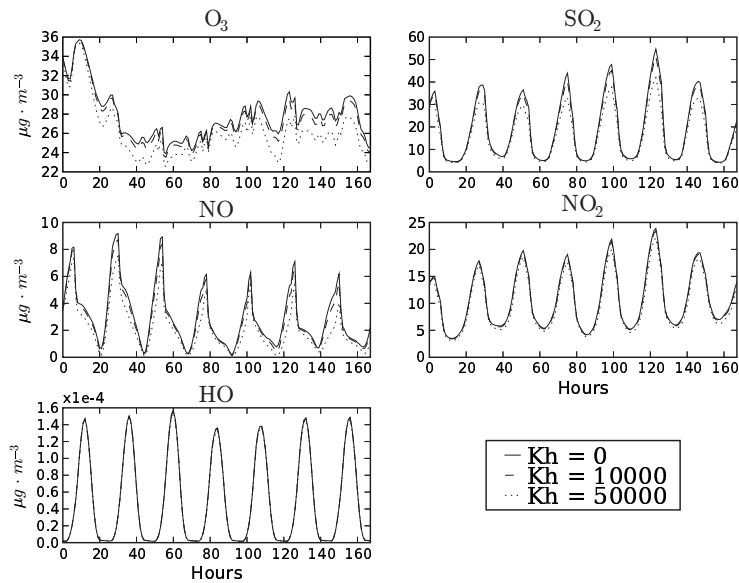 O₃
SO₂
µg · m⁻³
36
34
32
30
28
26
24
22
0 20 40 60 80 100 120 140 160
60
50
40
30
20
10
0
0 20 40 60 80 100 120 140 160
NO
NO₂
µg · m⁻³
10
8
6
4
2
0
0 20 40 60 80 100 120 140 160
25
20
15
10
5
0
0 20 40 60 80 100 120 140 160
Hours
HO
x1e-4
µg · m⁻³
1.6
1.4
1.2
1.0
0.8
0.6
0.4
0.2
0.0
0 20 40 60 80 100 120 140 160
Hours
Kh = 0
Kh = 10000
Kh = 50000